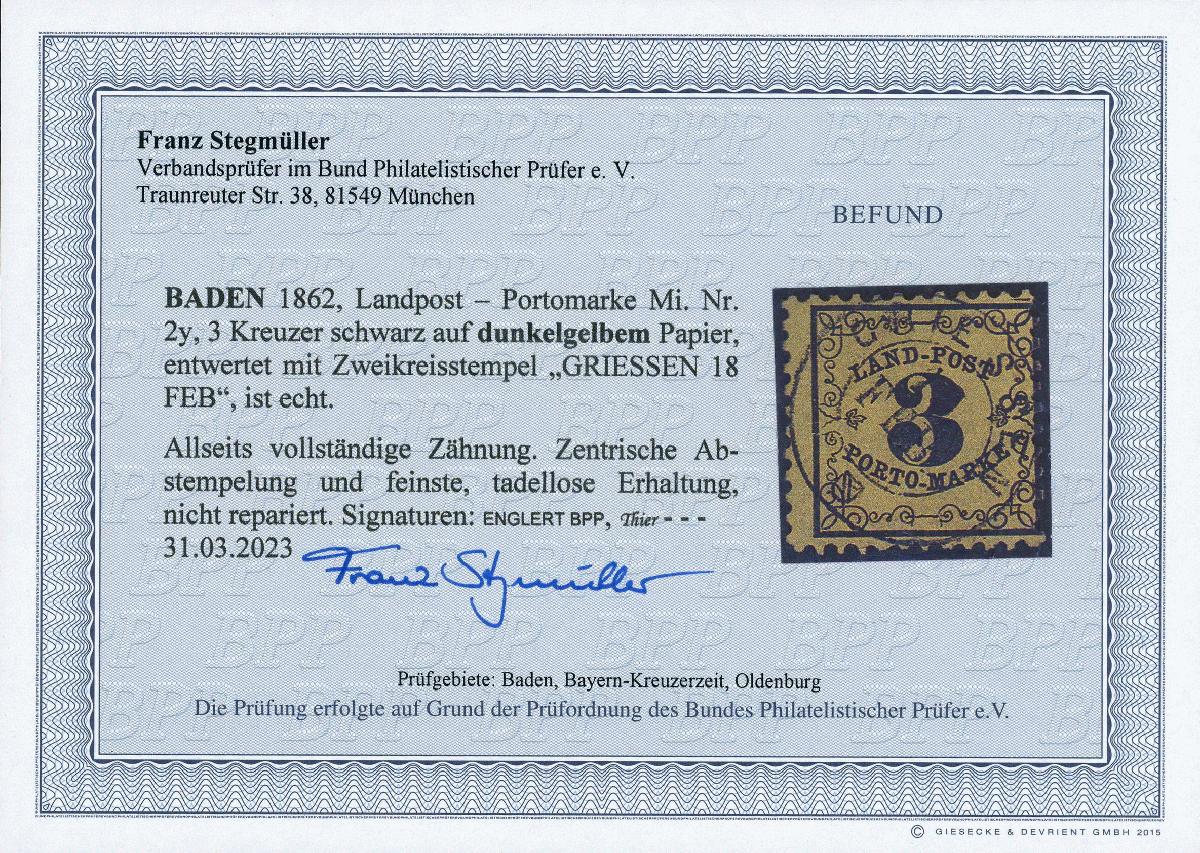 Franz Stegmüller
Verbandsprüfer im Bund Philatelistischer Prüfer e. V.
Traunreuter Str. 38, 81549 München
BEFUND
BADEN 1862, Landpost – Portomarke Mi. Nr.
2y, 3 Kreuzer schwarz auf dunkelgelbem Papier,
entwertet mit Zweikreisstempel „GRIESSEN 18
FEB“, ist echt.
Allseits vollständige Zähnung. Zentrische Ab-
stempelung und feinste, tadellose Erhaltung,
nicht repariert. Signaturen: ENGLERT BPP, Thier - - -
31.03.2023 Franz Stegmüller
LAND-POST
3
PORTO-MARKE
Prüfgebiete: Baden, Bayern-Kreuzerzeit, Oldenburg
Die Prüfung erfolgte auf Grund der Prüfordnung des Bundes Philatelistischer Prüfer e.V.
© GIESECKE & DEVRIENT GMBH 2015